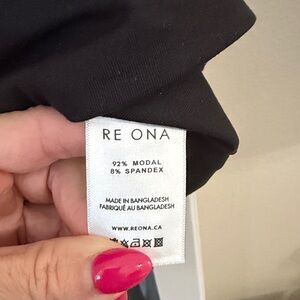 RE ONA
92% MODAL
8% SPANDEX
MADE IN BANGLADESH
FABRIQUÉ AU BANGLADESH
WWW.REONA.CA